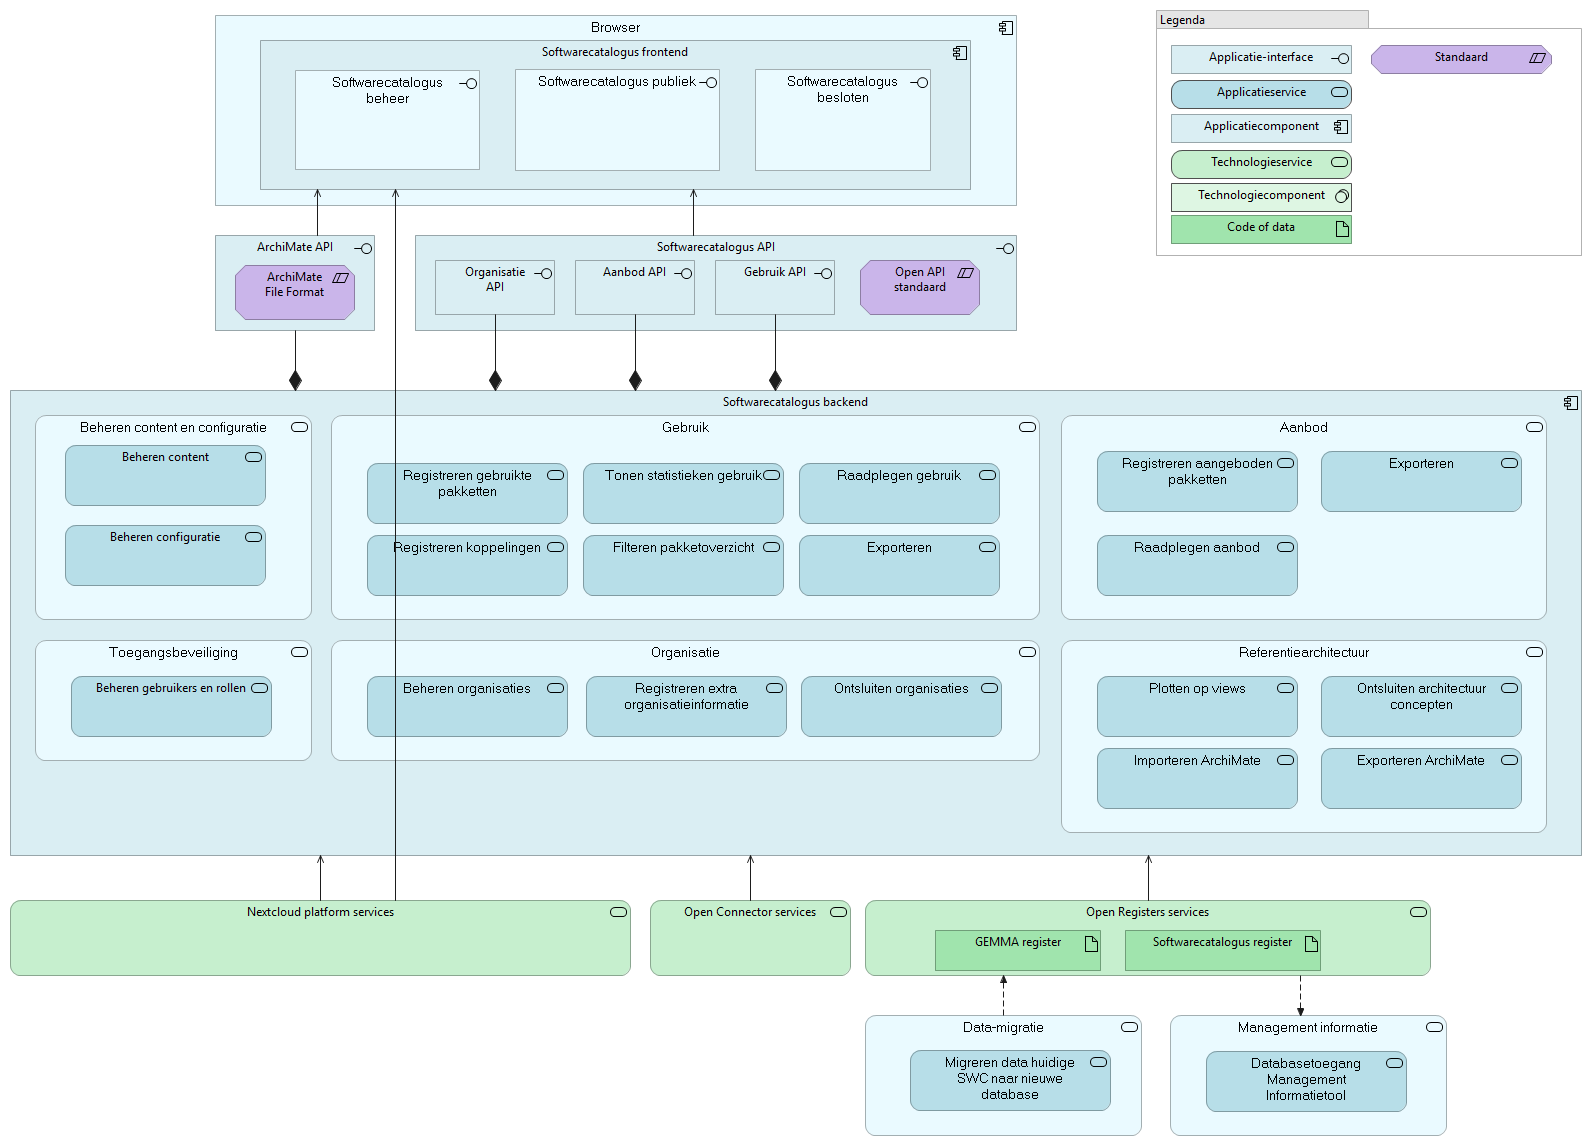 Browser
Softwarecatalogus frontend
Softwarecatalogus
beheer
Softwarecatalogus publiek
Softwarecatalogus
besloten
Legenda
Applicatie-interface
Standaard
Applicatieservice
Applicatiecomponent
Technologieservice
Technologiecomponent
Code of data
ArchiMate API
ArchiMate
File Format
Softwarecatalogus API
Organisatie
API
Aanbod API
Gebruik API
Open API
standaard
Softwarecatalogus backend
Beheren content en configuratie
Beheren content
Beheren configuratie
Gebruik
Registreren gebruikte
pakketten
Tonen statistieken gebruik
Raadplegen gebruik
Registreren koppelingen
Filteren pakketoverzicht
Exporteren
Aanbod
Registreren aangeboden
pakketten
Exporteren
Raadplegen aanbod
Toegangsbeveiliging
Beheren gebruikers en rollen
Organisatie
Beheren organisaties
Registreren extra
organisatieinformatie
Ontsluiten organisaties
Referentiearchitectuur
Plotten op views
Ontsluiten architectuur
concepten
Importeren ArchiMate
Exporteren ArchiMate
Nextcloud platform services
Open Connector services
Open Registers services
GEMMA register
Softwarecatalogus register
Data-migratie
Migreren data huidige
SWC naar nieuwe
database
Management informatie
Databasetoegang
Management
Informatietool